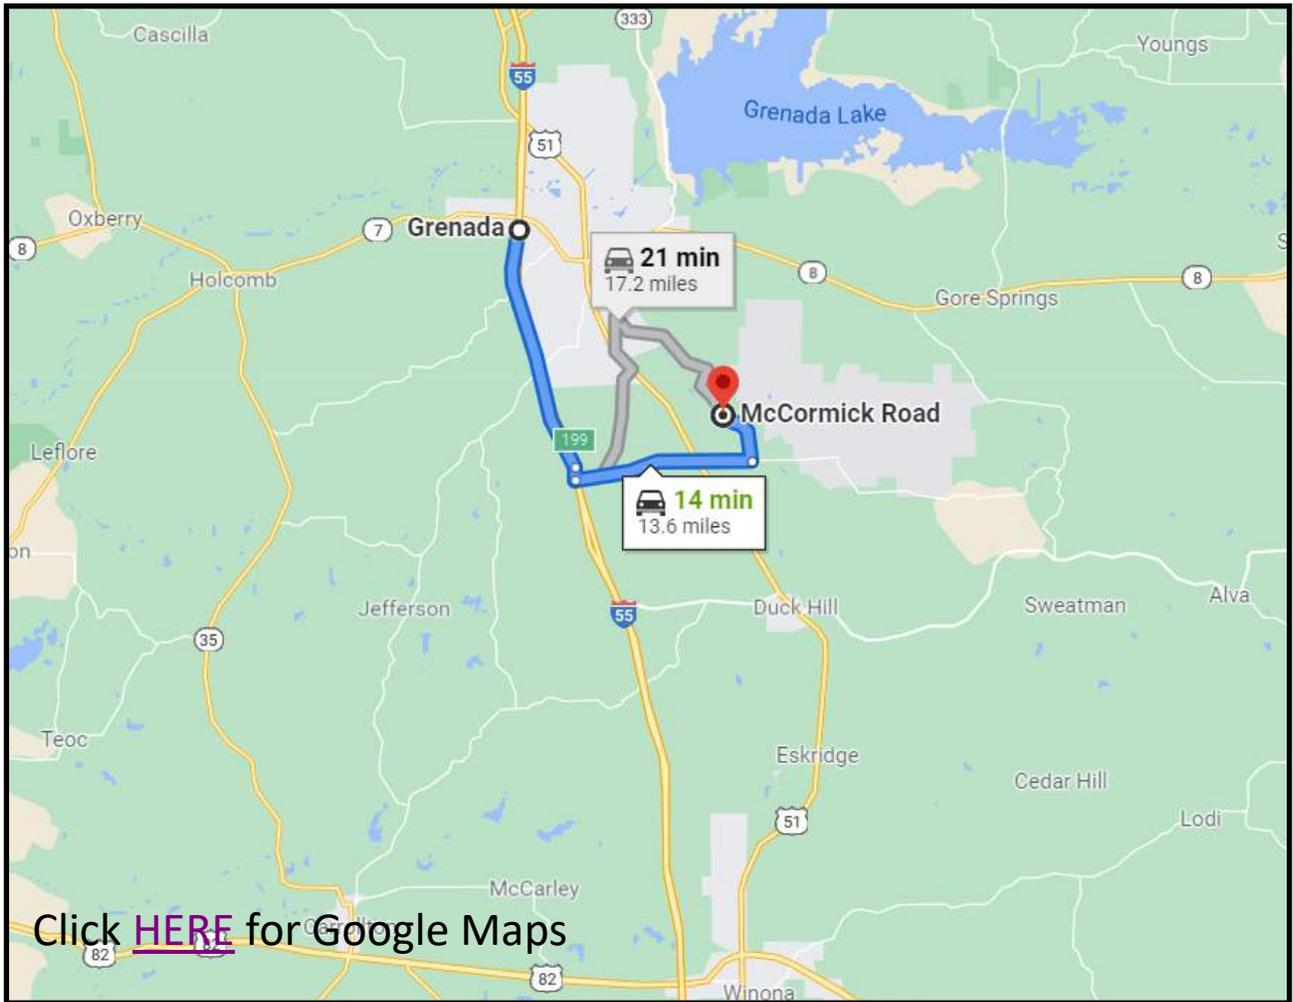 333
Cascilla
Youngs
55
Grenada Lake
51
Oxberry
7
Grenada
8
21 min
17.2 miles
8
8
Holcomb
Gore Springs
McCormick Road
199
Leflore
14 min
13.6 miles
on
Jefferson
55
Duck Hill
Sweatman
Alva
35
Teoc
Eskridge
Cedar Hill
51
Lodi
McCarley
Click HERE for Google Maps
82
82
82
Winona